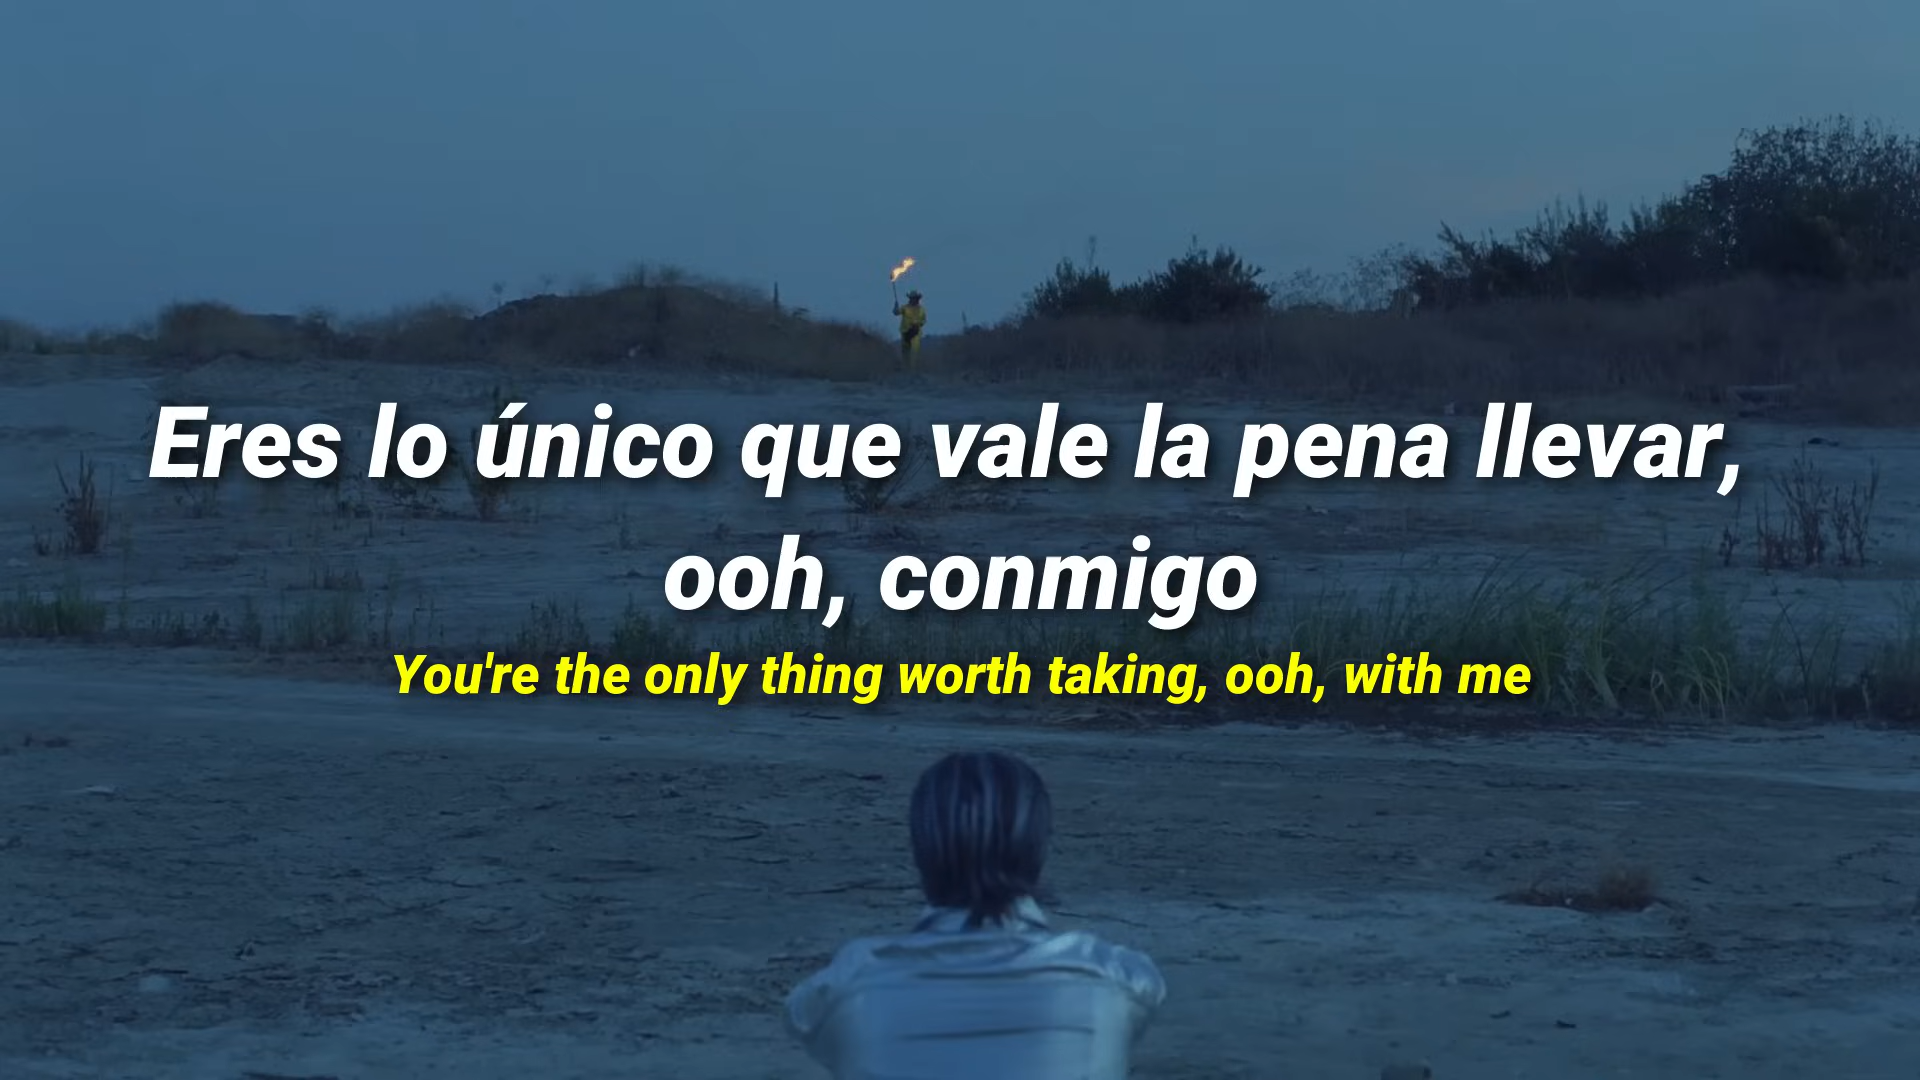 Eres lo único que vale la pena llevar,
ooh, conmigo
You're the only thing worth taking, ooh, with me